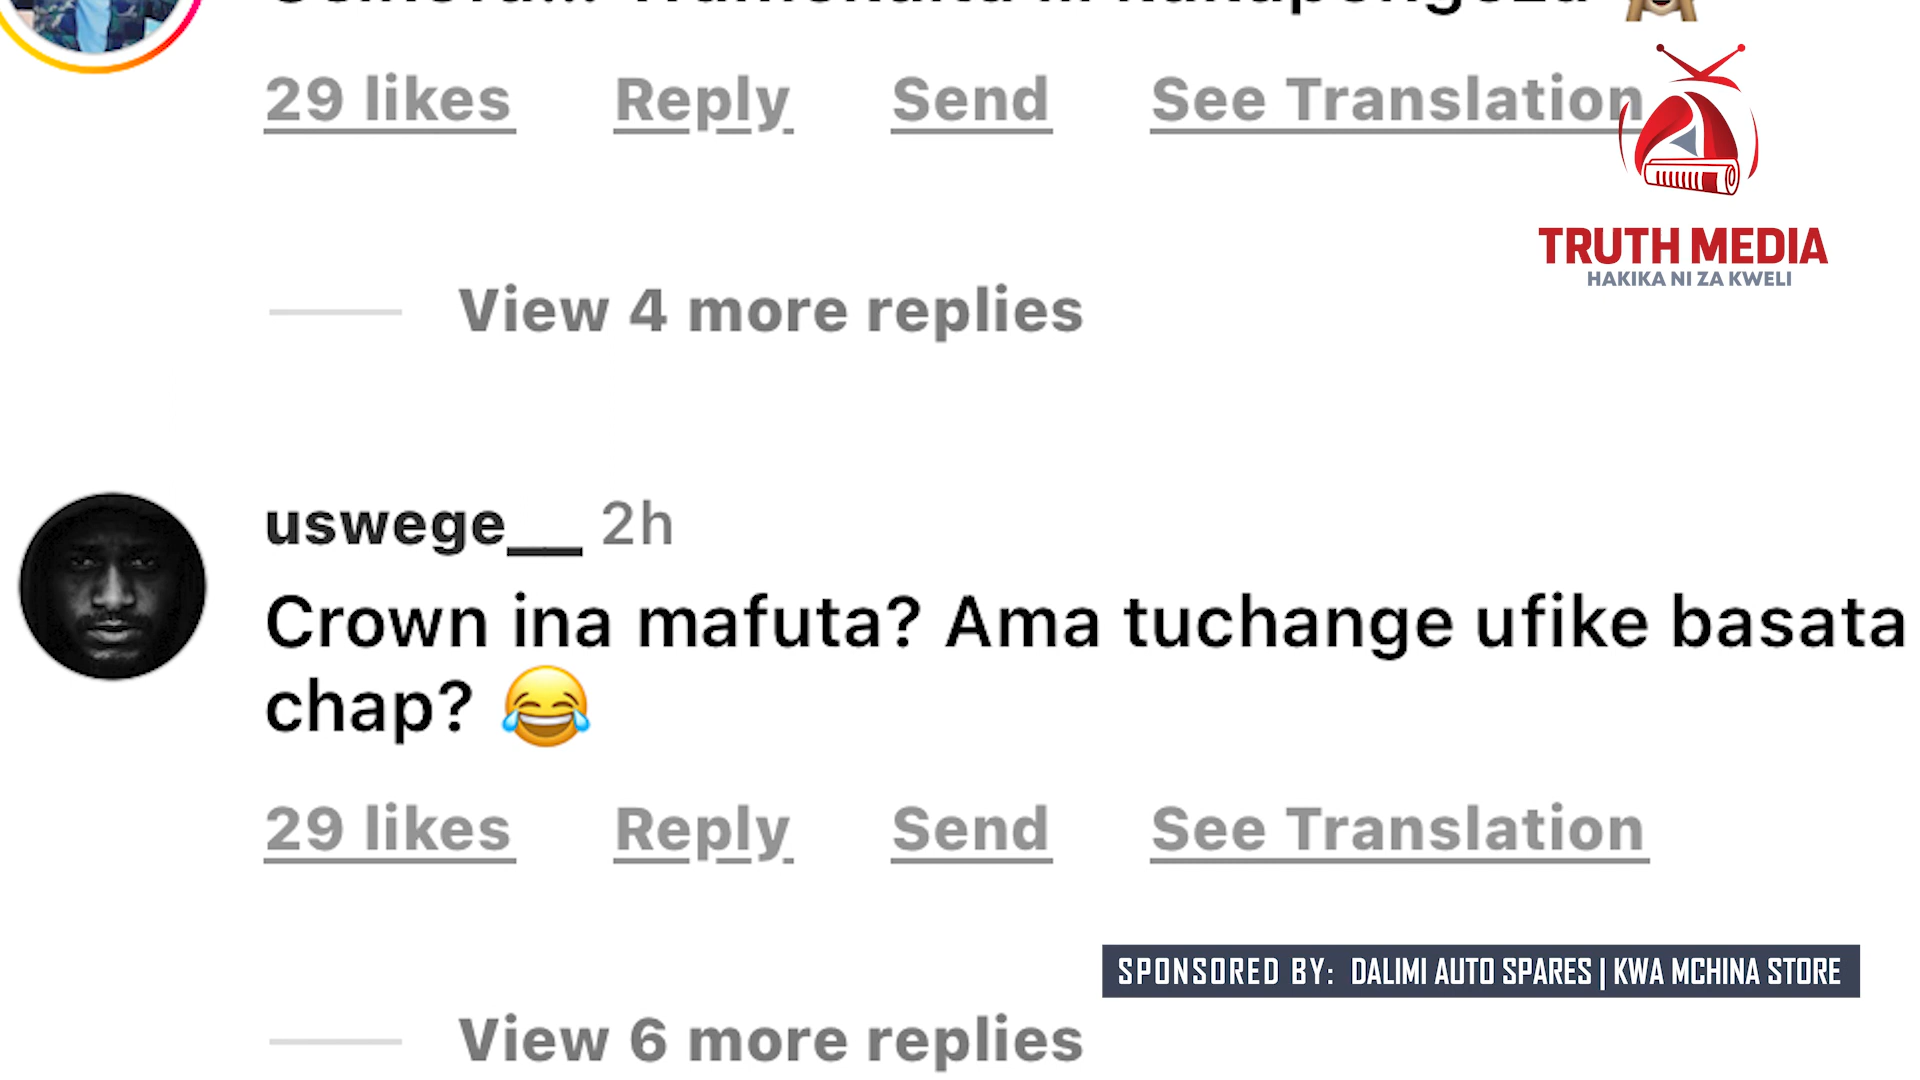 29 likes Reply Send See Translation
TRUTH MEDIA
HAKIKA NI ZA KWELI
View 4 more replies
uswege__ 2h
Crown ina mafuta? Ama tuchange ufike basata
chap? 😂
29 likes Reply Send See Translation
SPONSORED BY: DALIMI AUTO SPARES | KWA MCHINA STORE
View 6 more replies